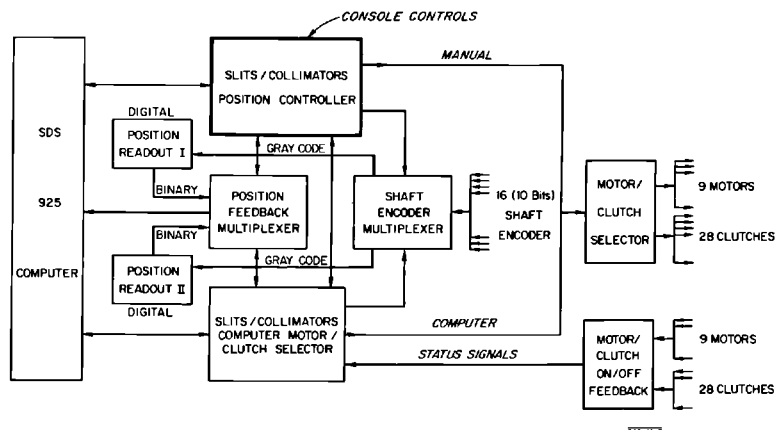 CONSOLE CONTROLS
SLITS / COLLIMATORS
POSITION CONTROLLER
MANUAL
SDS
925
COMPUTER
DIGITAL
POSITION
READOUT I
GRAY CODE
BINARY
POSITION
FEEDBACK
MULTIPLEXER
SHAFT
ENCODER
MULTIPLEXER
16 (10 Bits)
SHAFT
ENCODER
MOTOR/
CLUTCH
SELECTOR
9 MOTORS
28 CLUTCHES
BINARY
GRAY CODE
POSITION
READOUT II
DIGITAL
SLITS / COLLIMATORS
COMPUTER MOTOR /
CLUTCH SELECTOR
COMPUTER
STATUS SIGNALS
MOTOR/
CLUTCH
ON/OFF
FEEDBACK
9 MOTORS
28 CLUTCHES